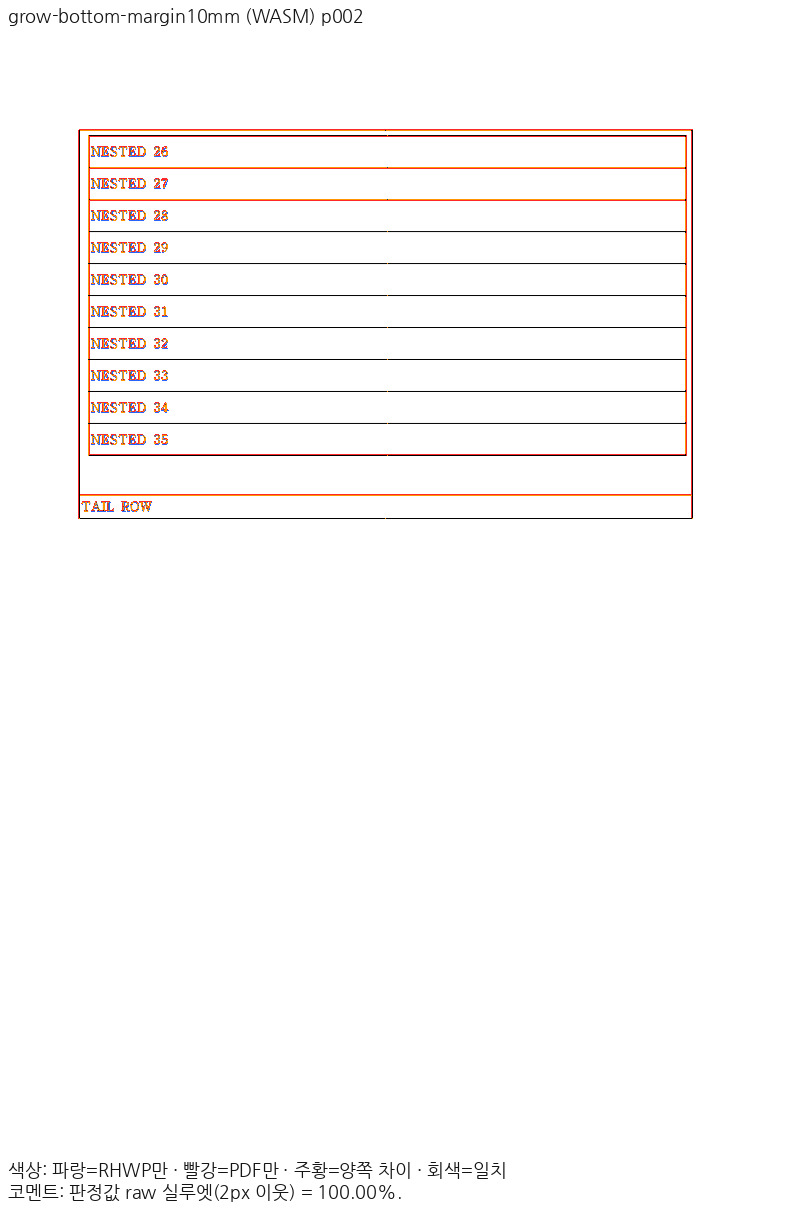 grow-bottom-margin10mm (WASM) p002
NESTED 26
NESTED 27
NESTED 28
NESTED 29
NESTED 30
NESTED 31
NESTED 32
NESTED 33
NESTED 34
NESTED 35
TAIL ROW
색상: 파랑=RHWP만 · 빨강=PDF만 · 주황=양쪽 차이 · 회색=일치
코멘트: 판정값 raw 실루엣(2px 이웃) = 100.00%.